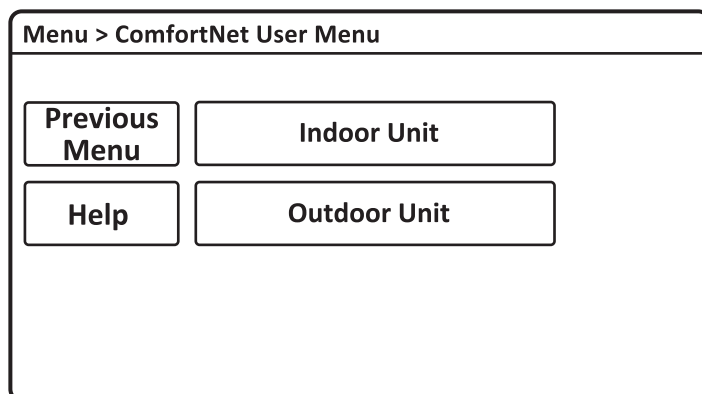 Menu > ComfortNet User Menu
Previous
Menu
Indoor Unit
Help
Outdoor Unit